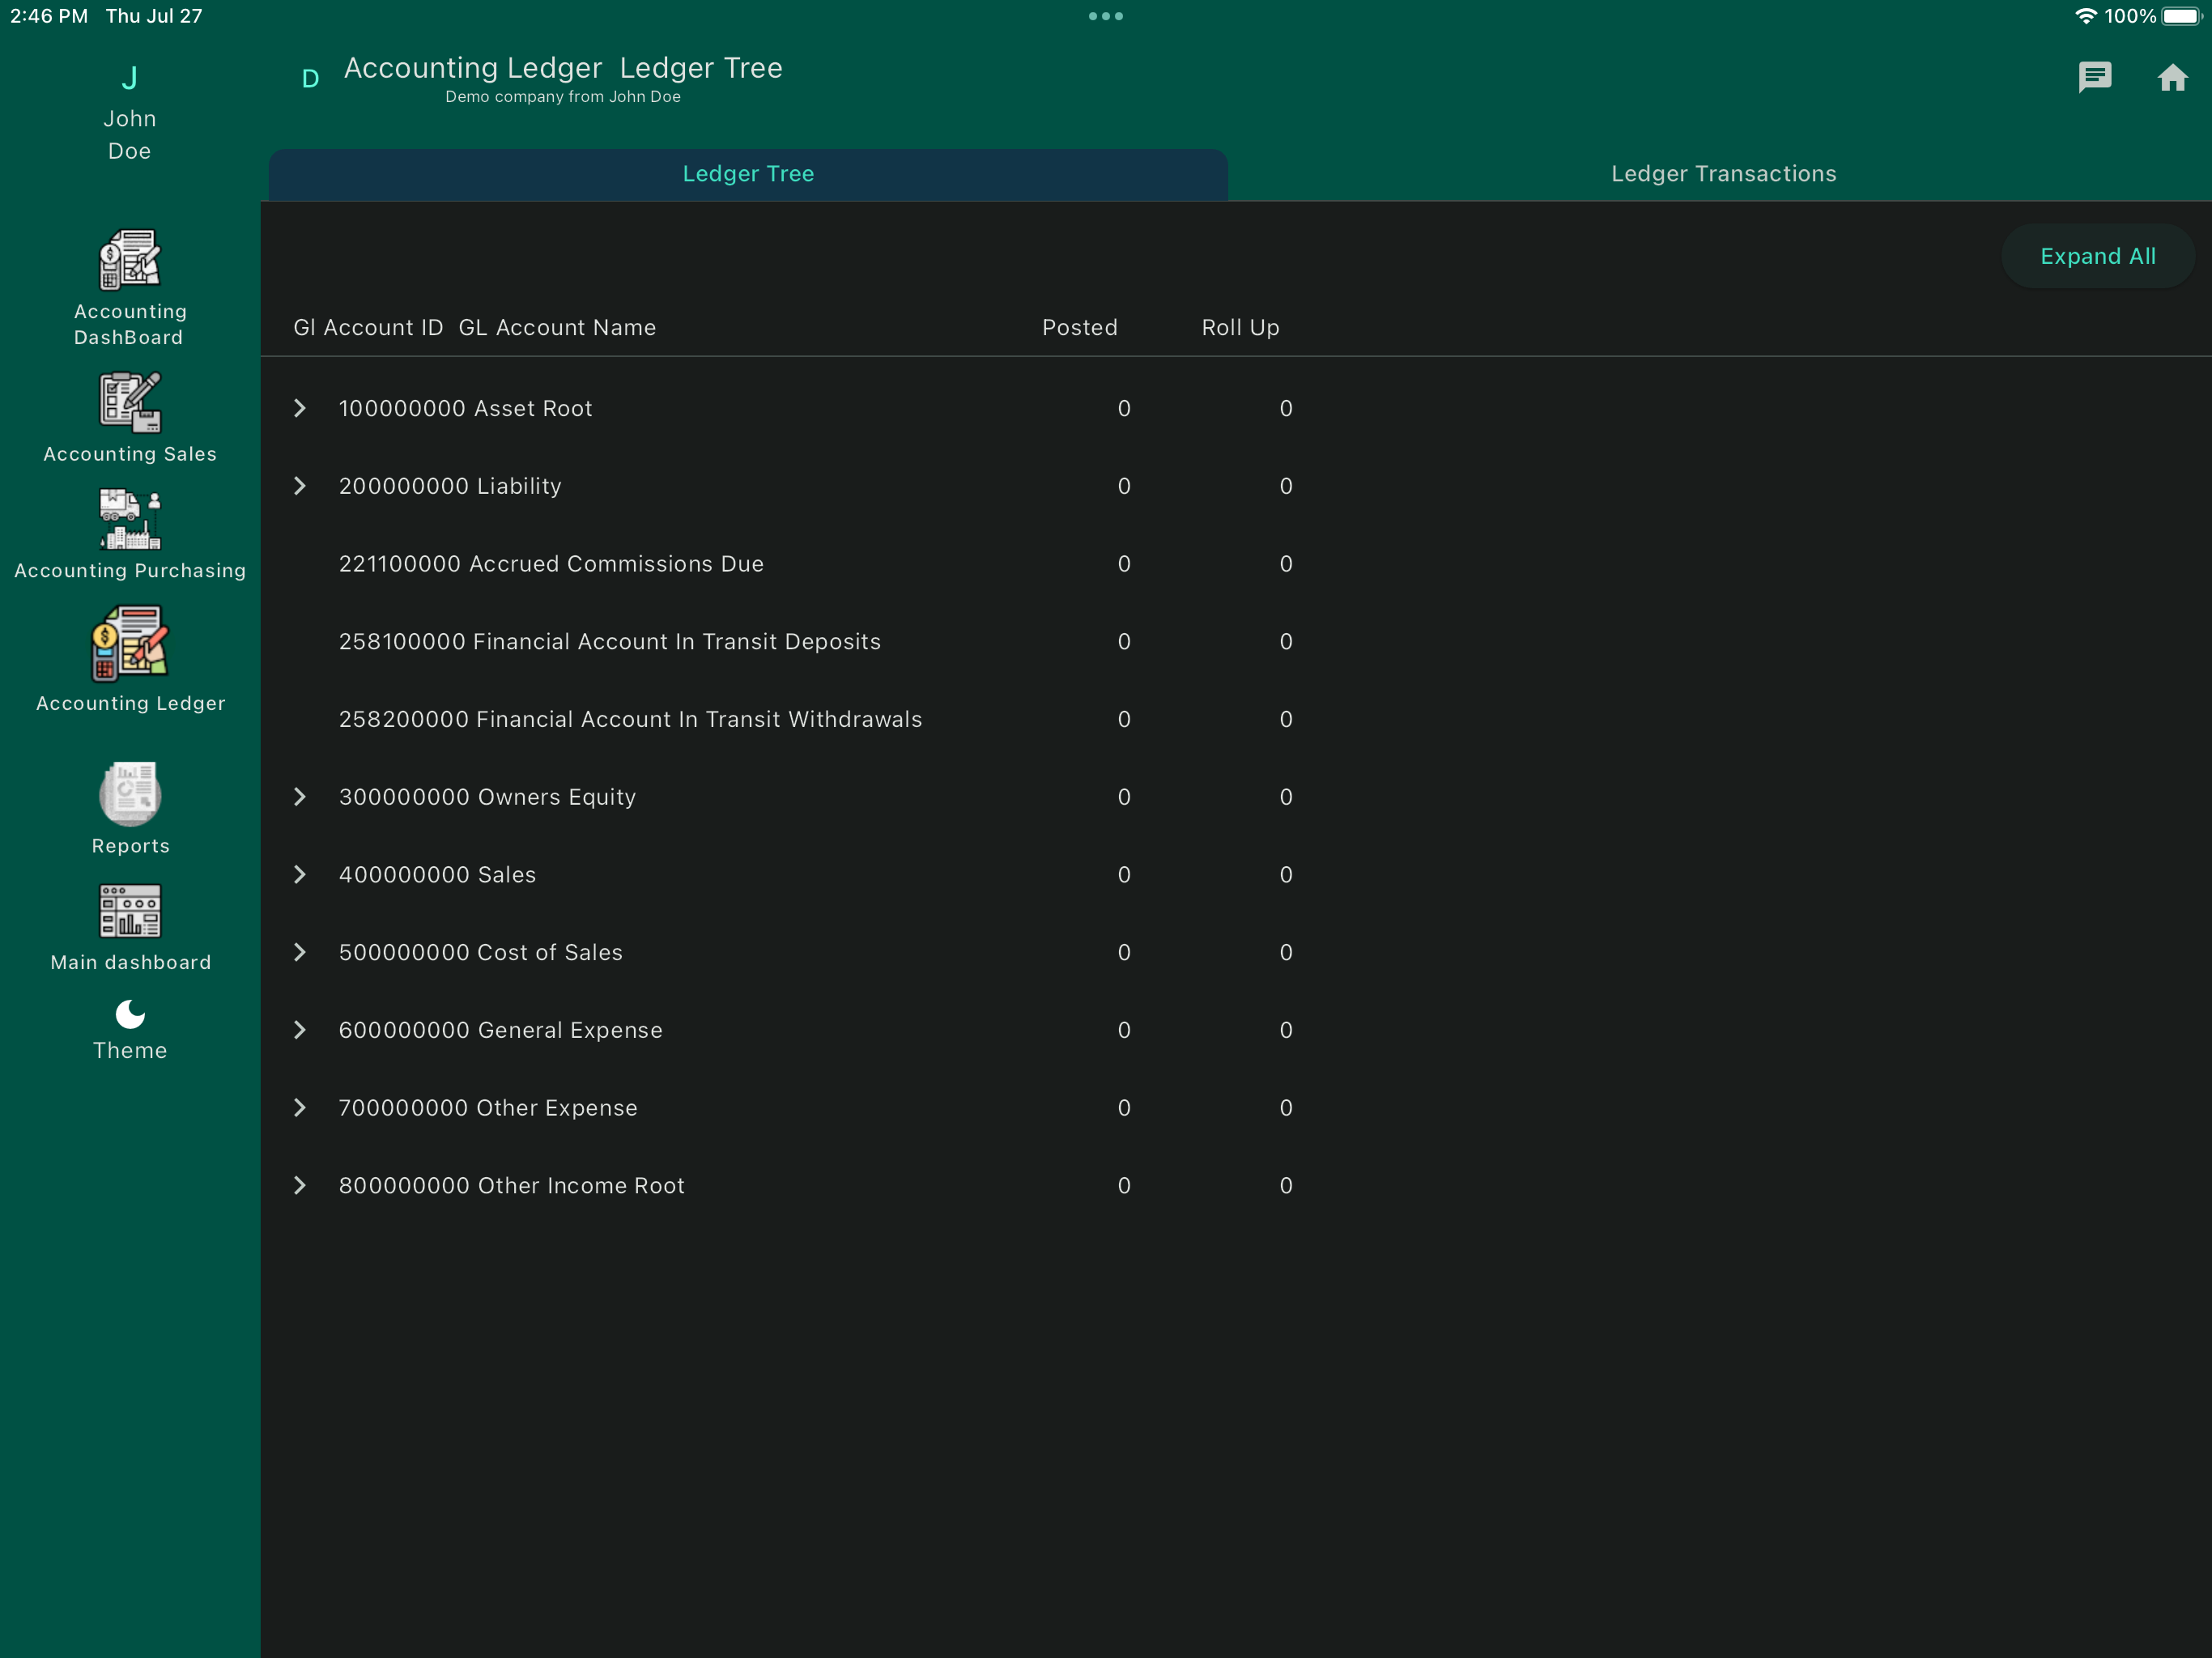 2:46 PM Thu Jul 27
100%
J
John
Doe
D
Accounting Ledger Ledger Tree
Demo company from John Doe
Ledger Tree
Ledger Transactions
Accounting
DashBoard
Accounting Sales
Accounting Purchasing
Accounting Ledger
Reports
Main dashboard
Theme
Expand All
Gl Account ID GL Account Name Posted Roll Up
100000000 Asset Root 0 0
200000000 Liability 0 0
221100000 Accrued Commissions Due 0 0
258100000 Financial Account In Transit Deposits 0 0
258200000 Financial Account In Transit Withdrawals 0 0
300000000 Owners Equity 0 0
400000000 Sales 0 0
500000000 Cost of Sales 0 0
600000000 General Expense 0 0
700000000 Other Expense 0 0
800000000 Other Income Root 0 0